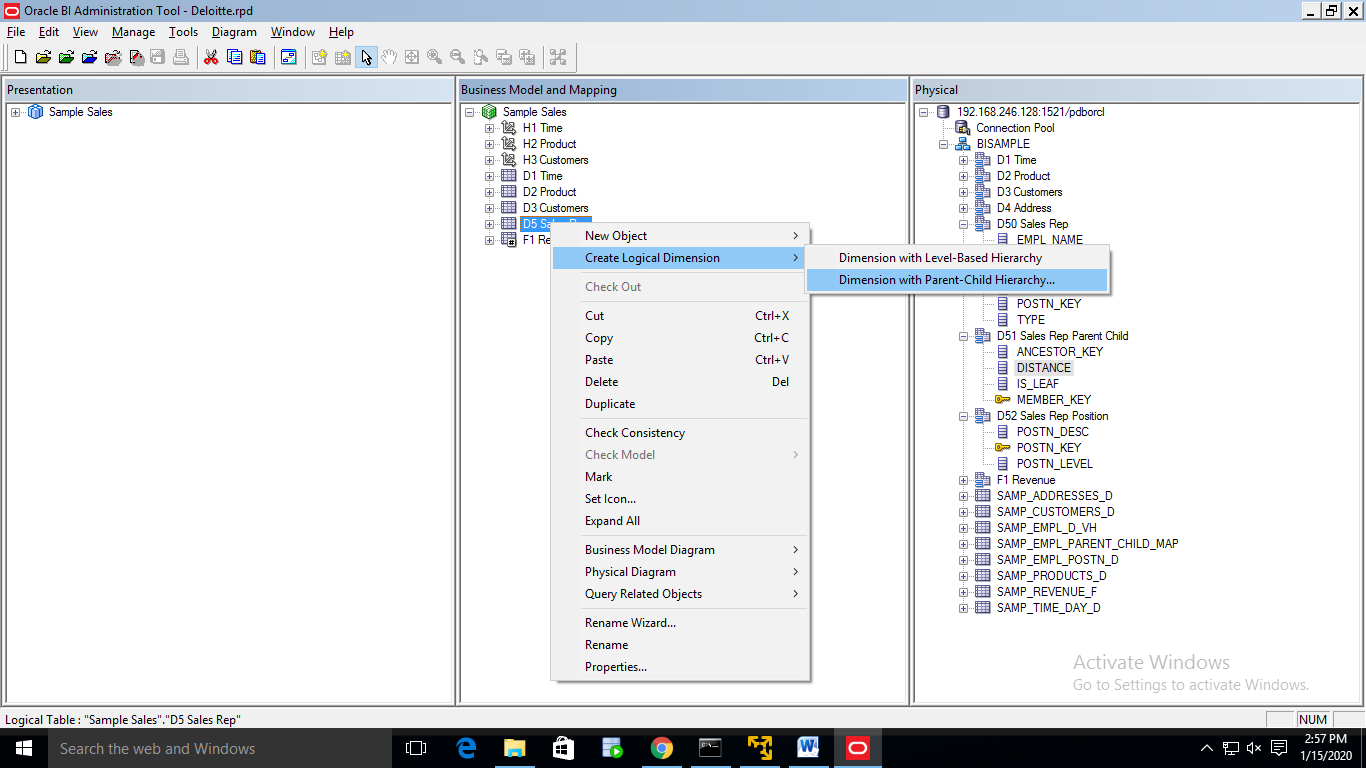 Oracle BI Administration Tool - Deloitte.rpd
File Edit View Manage Tools Diagram Window Help
Presentation
Sample Sales
Business Model and Mapping
Sample Sales
H1 Time
H2 Product
H3 Customers
D1 Time
D2 Product
D3 Customers
D5 Sales Rep
F1 Re
New Object
Create Logical Dimension
Check Out
Cut Ctrl+X
Copy Ctrl+C
Paste Ctrl+V
Delete Del
Duplicate
Check Consistency
Check Model
Mark
Set Icon...
Expand All
Business Model Diagram
Physical Diagram
Query Related Objects
Rename Wizard...
Rename
Properties...
Dimension with Level-Based Hierarchy
Dimension with Parent-Child Hierarchy...
Physical
192.168.246.128:1521/pdborcl
Connection Pool
BISAMPLE
D1 Time
D2 Product
D3 Customers
D4 Address
D50 Sales Rep
EMPL_NAME
POSTN_KEY
TYPE
D51 Sales Rep Parent Child
ANCESTOR_KEY
DISTANCE
IS_LEAF
MEMBER_KEY
D52 Sales Rep Position
POSTN_DESC
POSTN_KEY
POSTN_LEVEL
F1 Revenue
SAMP_ADDRESSES_D
SAMP_CUSTOMERS_D
SAMP_EMPL_D_VH
SAMP_EMPL_PARENT_CHILD_MAP
SAMP_EMPL_POSTN_D
SAMP_PRODUCTS_D
SAMP_REVENUE_F
SAMP_TIME_DAY_D
Activate Windows
Go to Settings to activate Windows.
Logical Table : "Sample Sales"."D5 Sales Rep"
NUM
Search the web and Windows
2:57 PM
1/15/2020